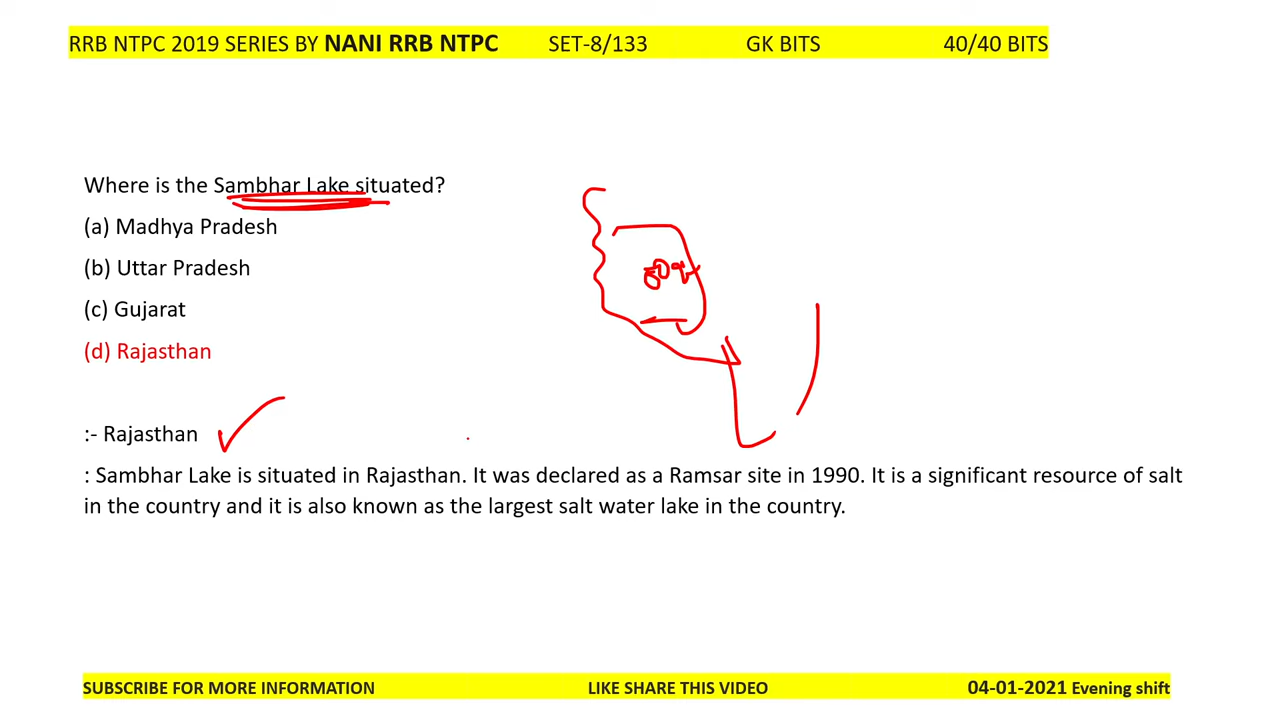 RRB NTPC 2019 SERIES BY NANI RRB NTPC SET-8/133 GK BITS 40/40 BITS
Where is the Sambhar Lake situated?
(a) Madhya Pradesh
(b) Uttar Pradesh
(c) Gujarat
(d) Rajasthan
:- Rajasthan
: Sambhar Lake is situated in Rajasthan. It was declared as a Ramsar site in 1990. It is a significant resource of salt
in the country and it is also known as the largest salt water lake in the country.
SUBSCRIBE FOR MORE INFORMATION LIKE SHARE THIS VIDEO 04-01-2021 Evening shift